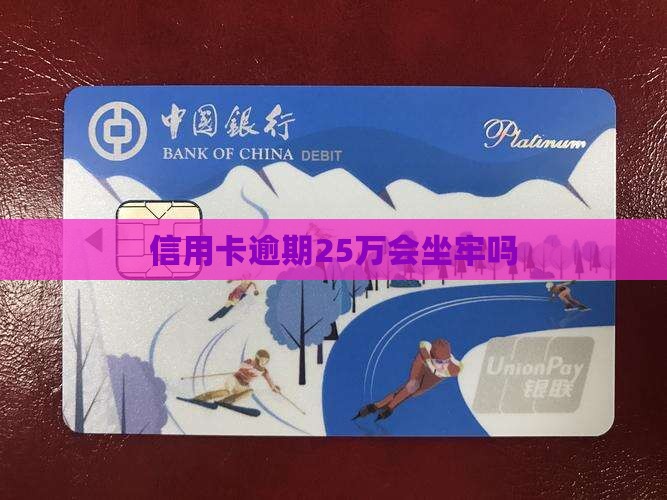 中国銀行
BANK OF CHINA DEBIT
Platinum
信用卡逾期25万会坐牢吗
UnionPay
银联